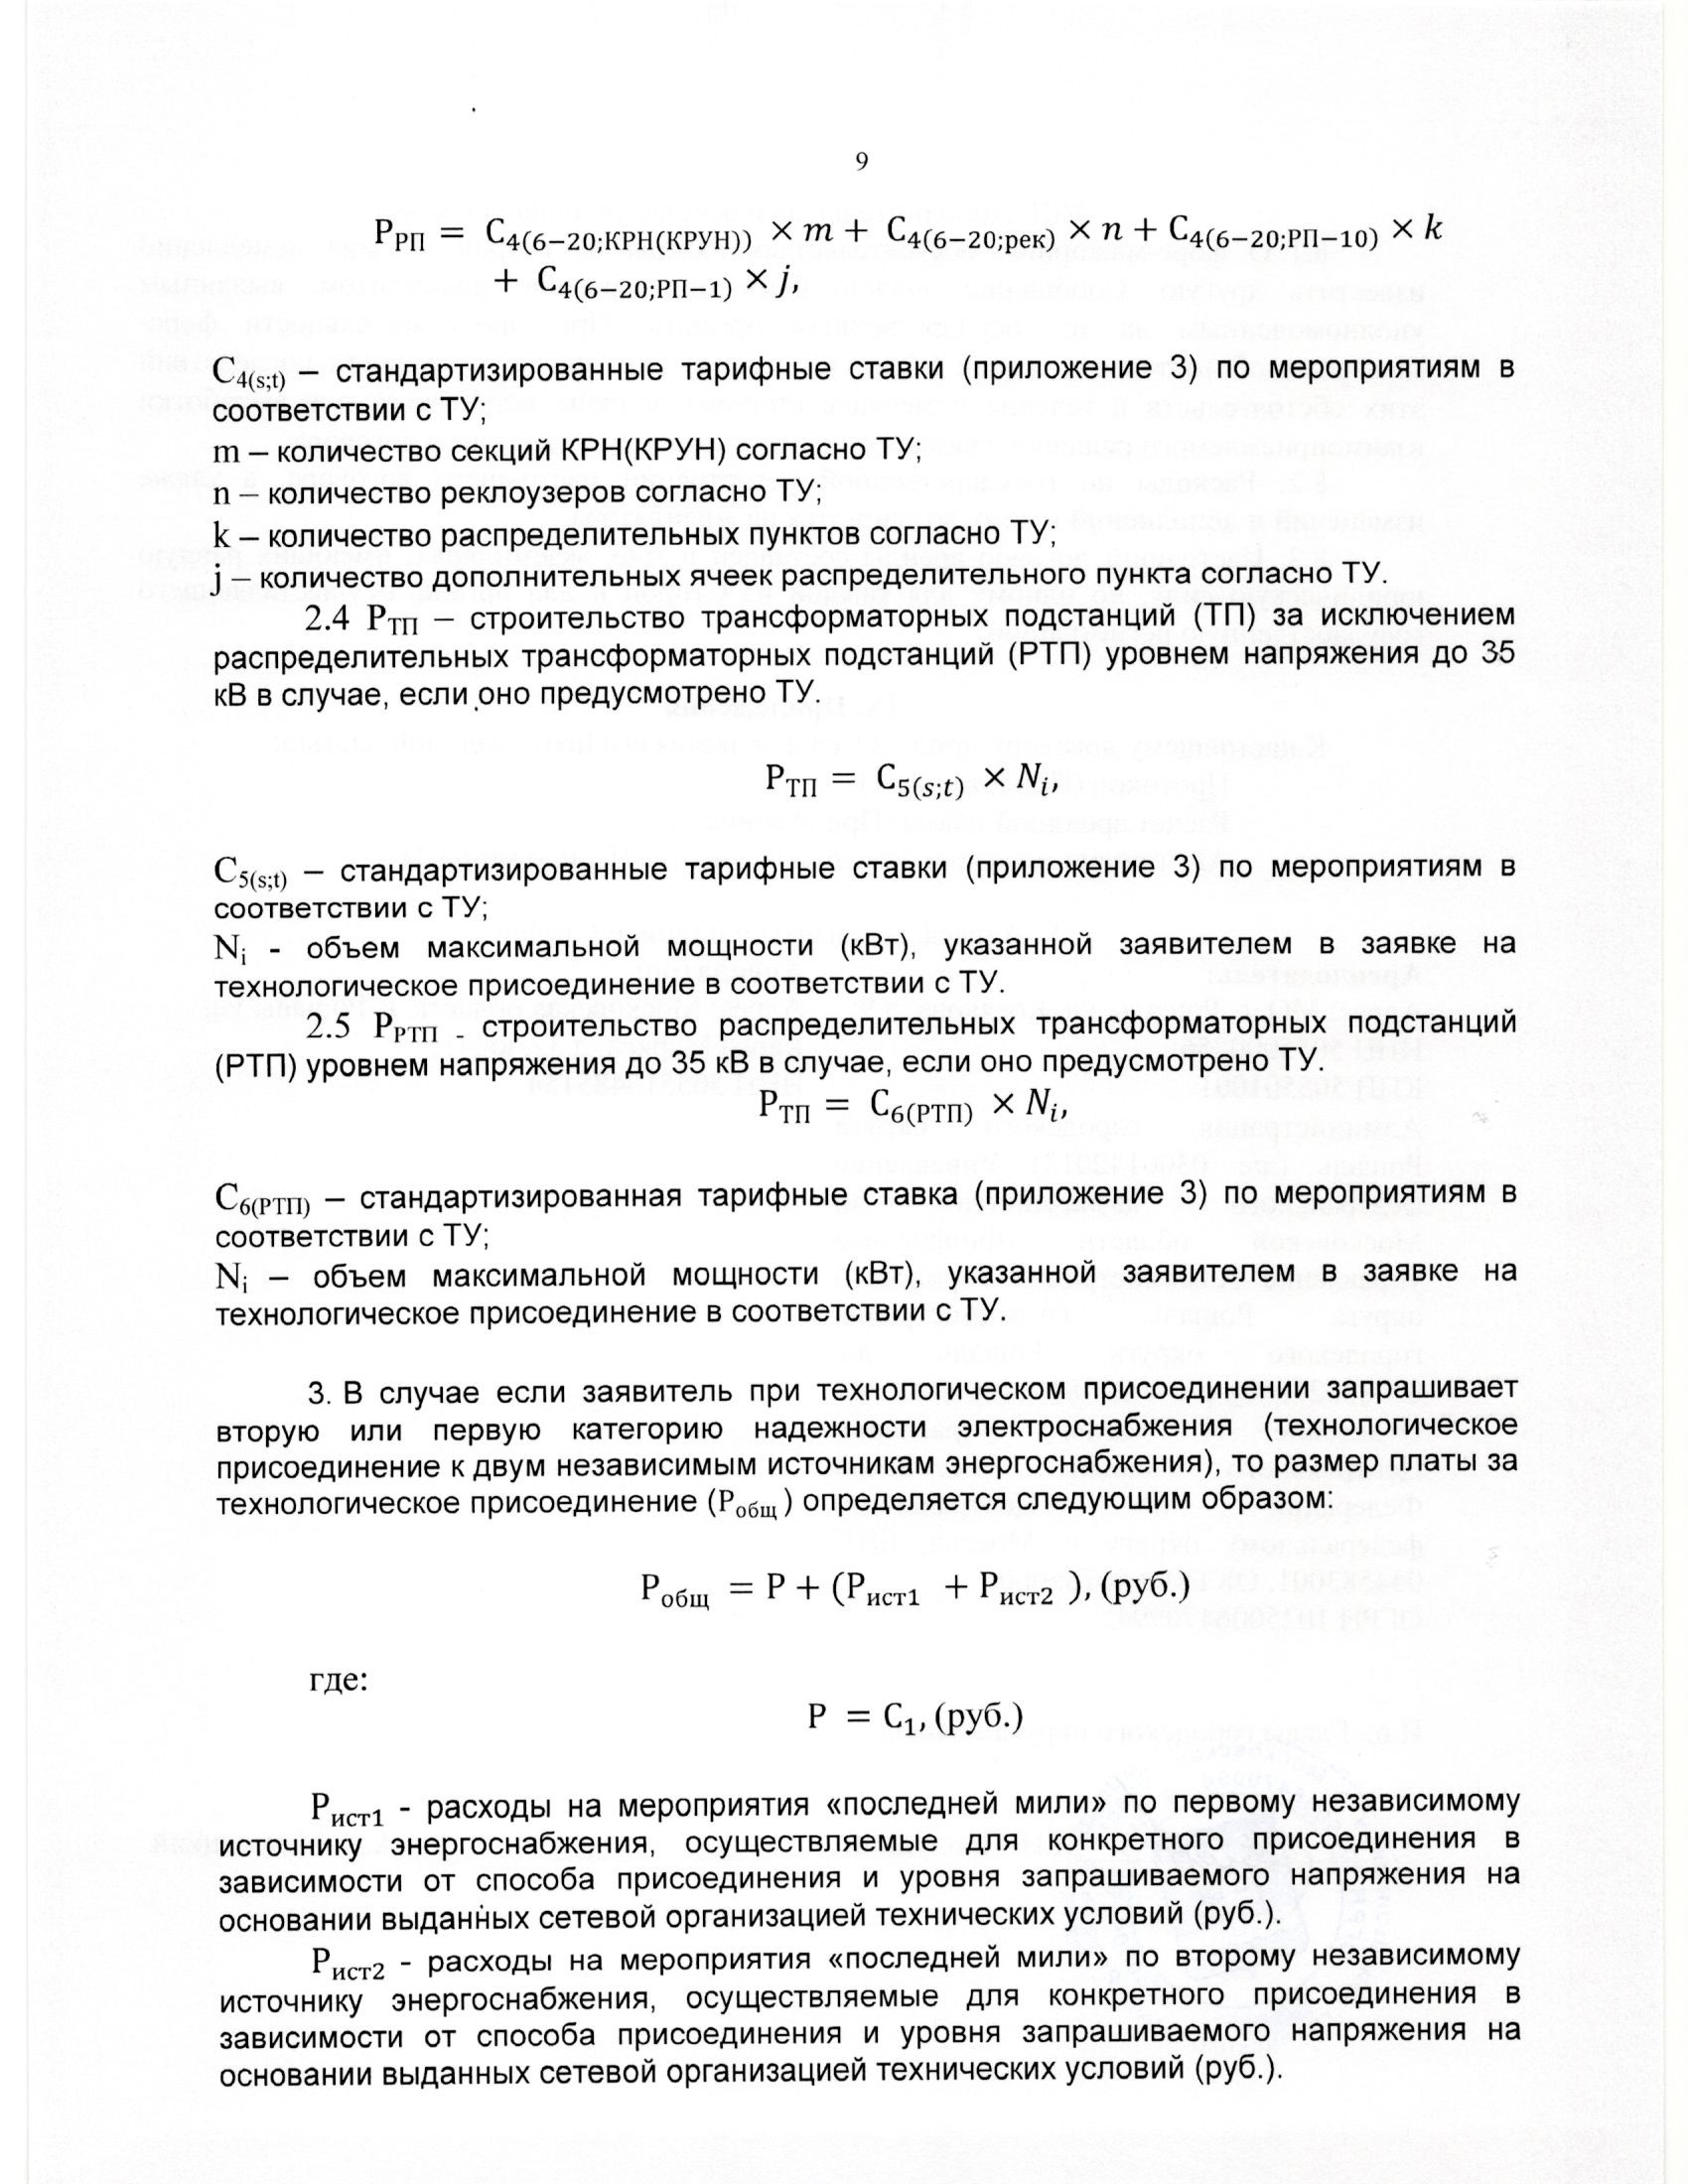 9
Р_РП = С_4(6−20;КРН(КРУН)) × m + С_4(6−20;рек) × n + С_4(6−20;РП−10) × k
+ С_4(6−20;РП−1) × j,
С_4(s;t) – стандартизированные тарифные ставки (приложение 3) по мероприятиям в
соответствии с ТУ;
m – количество секций КРН(КРУН) согласно ТУ;
n – количество реклоузеров согласно ТУ;
k – количество распределительных пунктов согласно ТУ;
j – количество дополнительных ячеек распределительного пункта согласно ТУ.
2.4 Р_ТП – строительство трансформаторных подстанций (ТП) за исключением
распределительных трансформаторных подстанций (РТП) уровнем напряжения до 35
кВ в случае, если оно предусмотрено ТУ.
Р_ТП = С_5(s;t) × N_i,
С_5(s;t) – стандартизированные тарифные ставки (приложение 3) по мероприятиям в
соответствии с ТУ;
N_i - объем максимальной мощности (кВт), указанной заявителем в заявке на
технологическое присоединение в соответствии с ТУ.
2.5 Р_РТП - строительство распределительных трансформаторных подстанций
(РТП) уровнем напряжения до 35 кВ в случае, если оно предусмотрено ТУ.
Р_ТП = С_6(РТП) × N_i,
С_6(РТП) – стандартизированная тарифные ставка (приложение 3) по мероприятиям в
соответствии с ТУ;
N_i – объем максимальной мощности (кВт), указанной заявителем в заявке на
технологическое присоединение в соответствии с ТУ.
3. В случае если заявитель при технологическом присоединении запрашивает
вторую или первую категорию надежности электроснабжения (технологическое
присоединение к двум независимым источникам энергоснабжения), то размер платы за
технологическое присоединение (Р_общ) определяется следующим образом:
Р_общ = Р + (Р_ист1 + Р_ист2 ), (руб.)
где:
Р = С_1, (руб.)
Р_ист1 - расходы на мероприятия «последней мили» по первому независимому
источнику энергоснабжения, осуществляемые для конкретного присоединения в
зависимости от способа присоединения и уровня запрашиваемого напряжения на
основании выданных сетевой организацией технических условий (руб.).
Р_ист2 - расходы на мероприятия «последней мили» по второму независимому
источнику энергоснабжения, осуществляемые для конкретного присоединения в
зависимости от способа присоединения и уровня запрашиваемого напряжения на
основании выданных сетевой организацией технических условий (руб.).